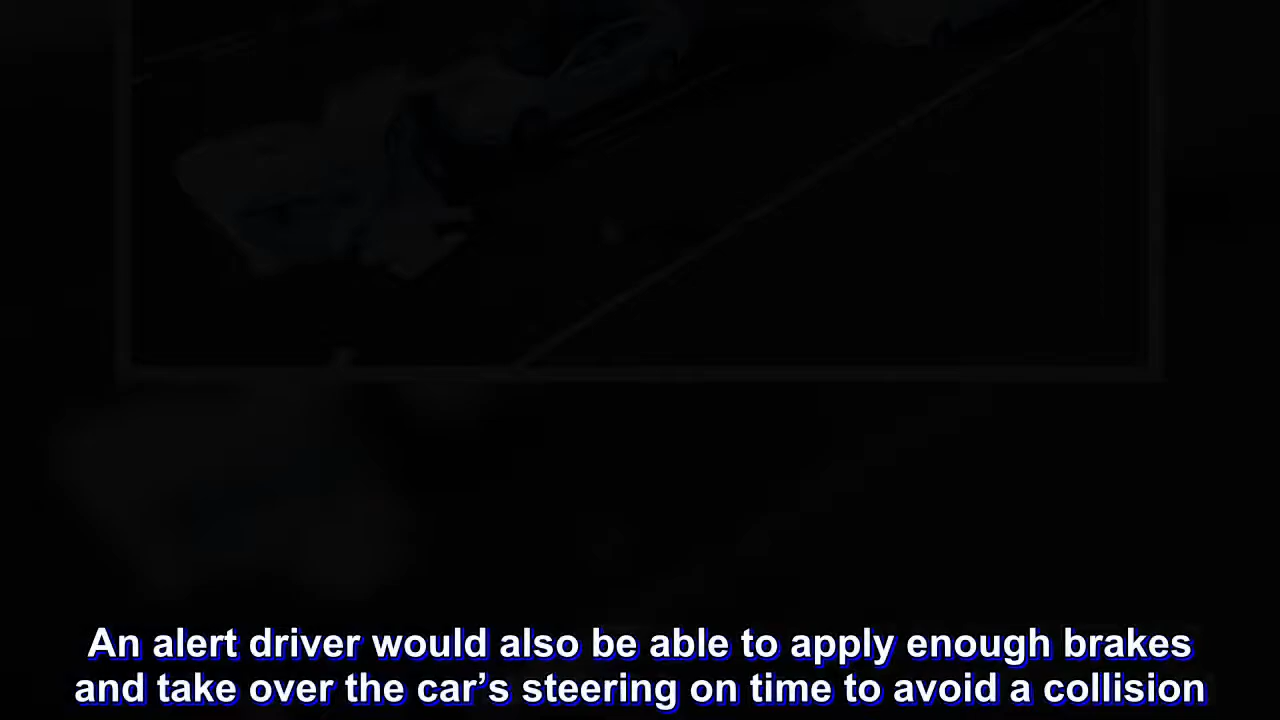 An alert driver would also be able to apply enough brakes
and take over the car’s steering on time to avoid a collision